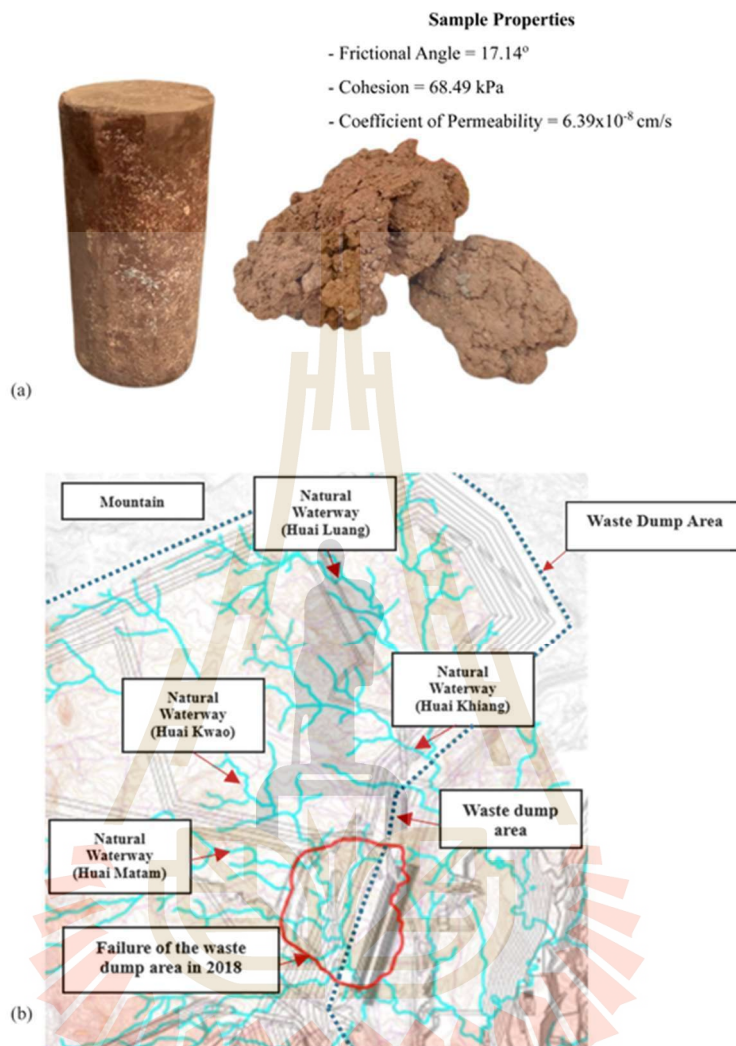 Sample Properties
- Frictional Angle = 17.14°
- Cohesion = 68.49 kPa
- Coefficient of Permeability = 6.39x10⁻⁸ cm/s
(a)
Mountain
Natural
Waterway
(Huai Luang)
Waste Dump Area
Natural
Waterway
(Huai Khiang)
Natural
Waterway
(Huai Kwao)
Waste dump
area
Natural
Waterway
(Huai Matam)
Failure of the waste
dump area in 2018
(b)